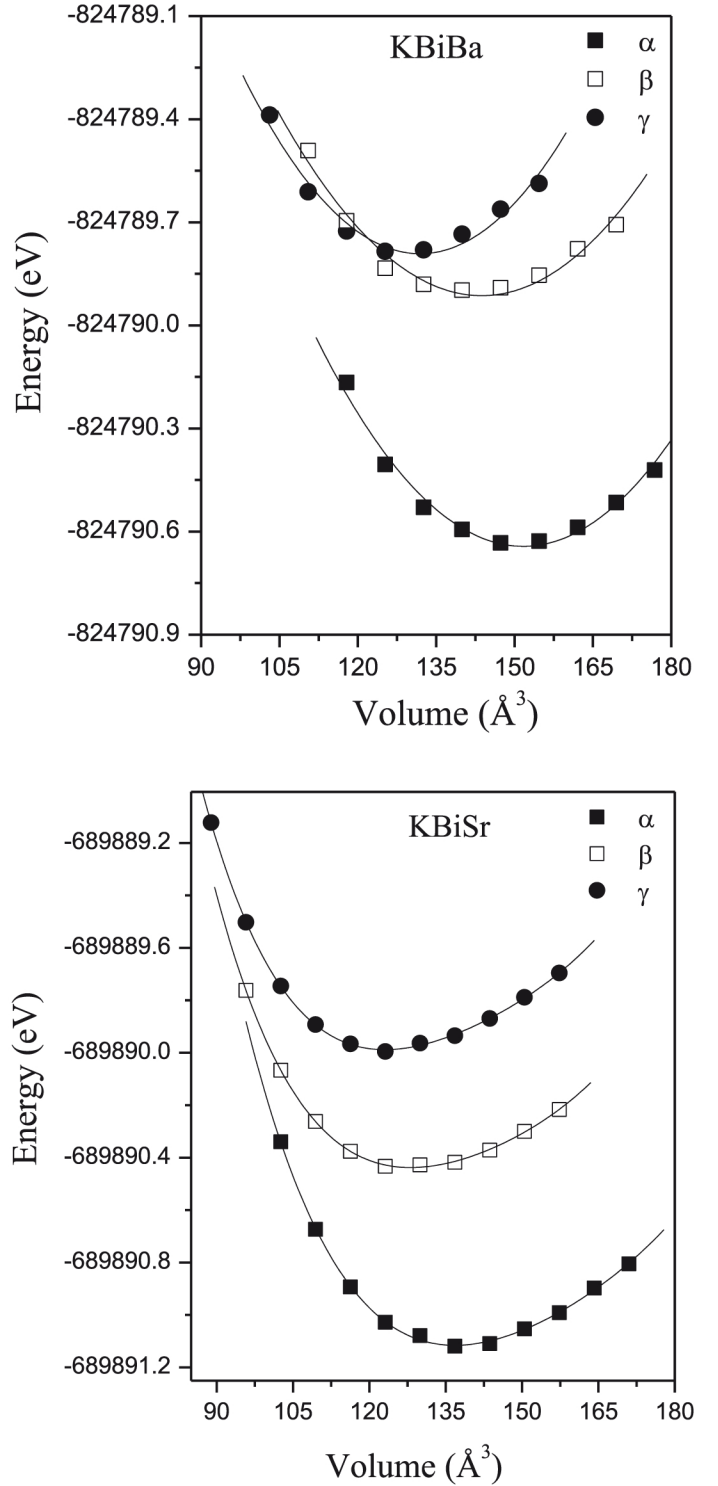 KBiBa
α
β
γ
-824789.1
-824789.4
-824789.7
-824790.0
-824790.3
-824790.6
-824790.9
Energy (eV)
90 105 120 135 150 165 180
Volume (Å³)
KBiSr
α
β
γ
-689889.2
-689889.6
-689890.0
-689890.4
-689890.8
-689891.2
Energy (eV)
90 105 120 135 150 165 180
Volume (Å³)